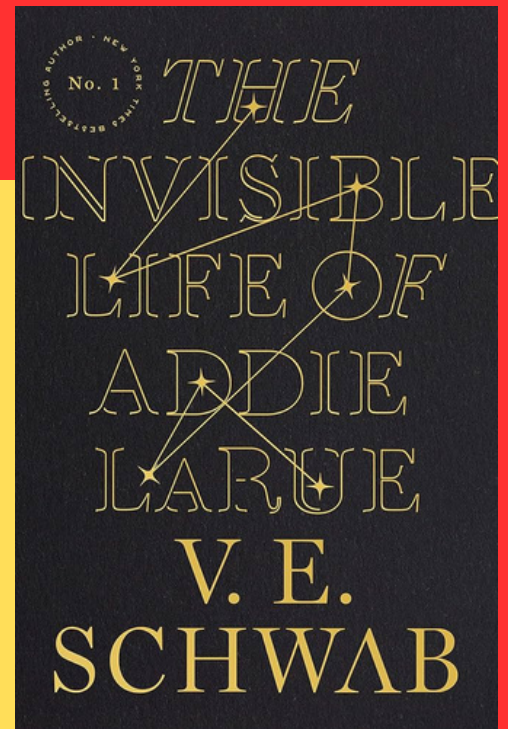 No. 1
NEW YORK TIMES BESTSELLING AUTHOR
THE
INVISIBLE
LIFE OF
ADDIE
LARUE
V. E.
SCHWAB